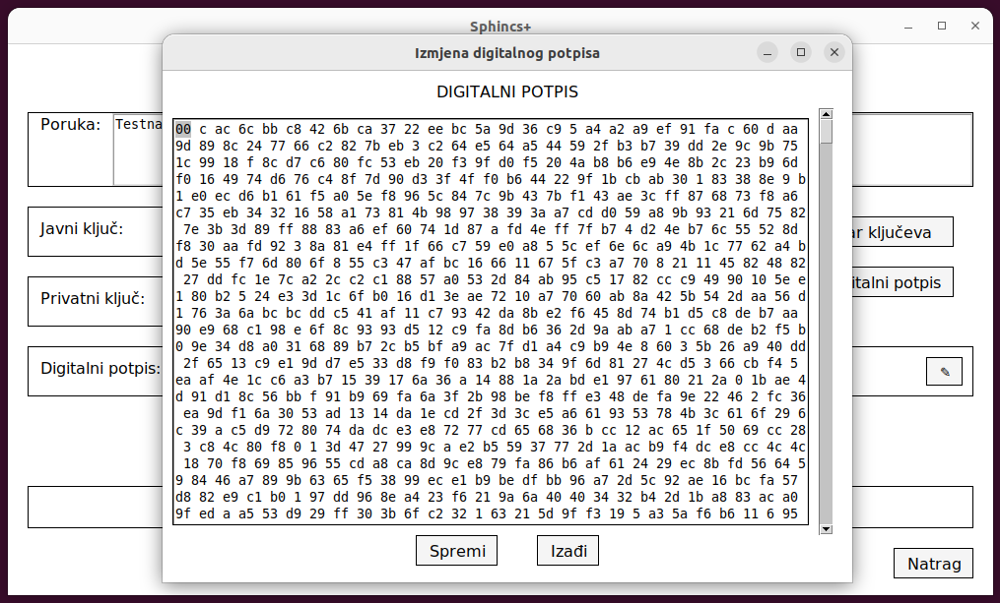 Sphincs+
Izmjena digitalnog potpisa
DIGITALNI POTPIS
Poruka: Testna
Javni ključ:
Privatni ključ:
Digitalni potpis:
00 c ac 6c bb c8 42 6b ca 37 22 ee bc 5a 9d 36 c9 5 a4 a2 a9 ef 91 fa c 60 d aa
9d 89 8c 24 77 66 c2 82 7b eb 3 c2 64 e5 64 a5 44 59 2f b3 b7 39 dd 2e 9c 9b 75
1c 99 18 f 8c d7 c6 80 fc 53 eb 20 f3 9f d0 f5 20 4a b8 b6 e9 4e 8b 2c 23 b9 6d
f0 16 49 74 d6 76 c4 8f 7d 90 d3 3f 4f f0 b6 44 22 9f 1b cb ab 30 1 83 38 8e 9 b
1 e0 ec d6 b1 61 f5 a0 5e f8 96 5c 84 7c 9b 43 7b f1 43 ae 3c ff 87 68 73 f8 a6
c7 35 eb 34 32 16 58 a1 73 81 4b 98 97 38 39 3a a7 cd d0 59 a8 9b 93 21 6d 75 82
7e 3b 3d 89 ff 88 83 a6 ef 60 74 1d 87 a fd 4e ff 7f b7 4 d2 4e b7 6c 55 52 8d
f8 30 aa fd 92 3 8a 81 e4 ff 1f 66 c7 59 e0 a8 5 5c ef 6e 6c a9 4b 1c 77 62 a4 b
d 5e 55 f7 6d 80 6f 8 55 c3 47 af bc 16 66 11 67 5f c3 a7 70 8 21 11 45 82 48 82
27 dd fc 1e 7c a2 2c c2 c1 88 57 a0 53 2d 84 ab 95 c5 17 82 cc c9 49 90 10 5e e
1 80 b2 5 24 e3 3d 1c 6f b0 16 d1 3e ae 72 10 a7 70 60 ab 8a 42 5b 54 2d aa 56 d
1 76 3a 6a bc bc dd c5 41 af 11 c7 93 42 da 8b e2 f6 45 8d 74 b1 d5 c8 de b7 aa
90 e9 68 c1 98 e 6f 8c 93 93 d5 12 c9 fa 8d b6 36 2d 9a ab a7 1 cc 68 de b2 f5 b
0 9e 34 d8 a0 31 68 89 b7 2c b5 bf a9 ac 7f d1 a4 c9 b9 4e 8 60 3 5b 26 a9 40 dd
2f 65 13 c9 e1 9d d7 e5 33 d8 f9 f0 83 b2 b8 34 9f 6d 81 27 4c d5 3 66 cb f4 5
ea af 4e 1c c6 a3 b7 15 39 17 6a 36 a 14 88 1a 2a bd e1 97 61 80 21 2a 0 1b ae 4
d 91 d1 8c 56 bb f 91 b9 69 fa 6a 3f 2b 98 be f8 ff e3 48 de fa 9e 22 46 2 fc 36
ea 9d f1 6a 30 53 ad 13 14 da 1e cd 2f 3d 3c e5 a6 61 93 53 78 4b 3c 61 6f 29 6
c 39 a c5 d9 72 80 74 da dc e3 e8 72 77 cd 65 68 36 b cc 12 ac 65 1f 50 69 cc 28
3 c8 4c 80 f8 0 1 3d 47 27 99 9c a e2 b5 59 37 77 2d 1a ac b9 f4 dc e8 cc 4c 4c
18 70 f8 69 85 96 55 cd a8 ca 8d 9c e8 79 fa 86 b6 af 61 24 29 ec 8b fd 56 64 5
9 84 46 a7 89 9b 63 65 f5 38 99 ec e1 b9 be df bb 96 a7 2d 5c 92 ae 16 bc fa 57
d8 82 e9 c1 b0 1 97 dd 96 8e a4 23 f6 21 9a 6a 40 40 34 32 b4 2d 1b a8 83 ac a0
9f ed a a5 53 d9 29 ff 30 3b 6f c2 32 1 63 21 5d 9f f3 19 5 a3 5a f6 b6 11 6 95
ar ključeva
italni potpis
Spremi
Izađi
Natrag